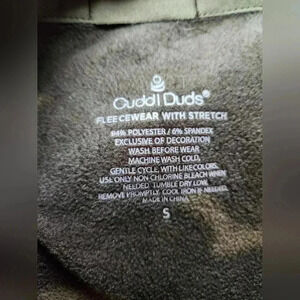 Cuddl Duds®
FLEECEWEAR WITH STRETCH
94% POLYESTER / 6% SPANDEX
EXCLUSIVE OF DECORATION
WASH BEFORE WEAR
MACHINE WASH COLD,
GENTLE CYCLE, WITH LIKE COLORS.
USE ONLY NON CHLORINE BLEACH WHEN
NEEDED. TUMBLE DRY LOW.
REMOVE PROMPTLY. COOL IRON IF NEEDED.
MADE IN CHINA
S